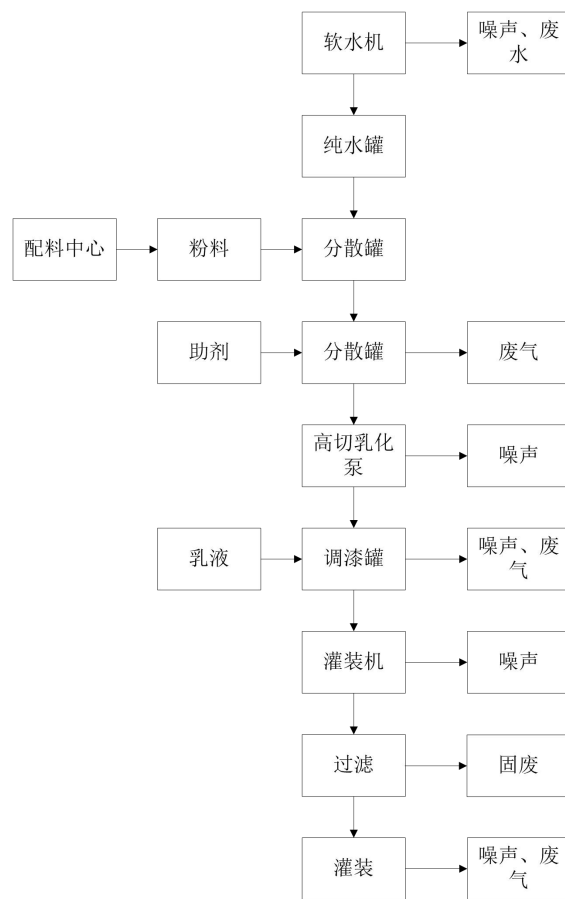 软水机
噪声、废
水
纯水罐
配料中心
粉料
分散罐
助剂
分散罐
废气
高切乳化
泵
噪声
乳液
调漆罐
噪声、废
气
灌装机
噪声
过滤
固废
灌装
噪声、废
气